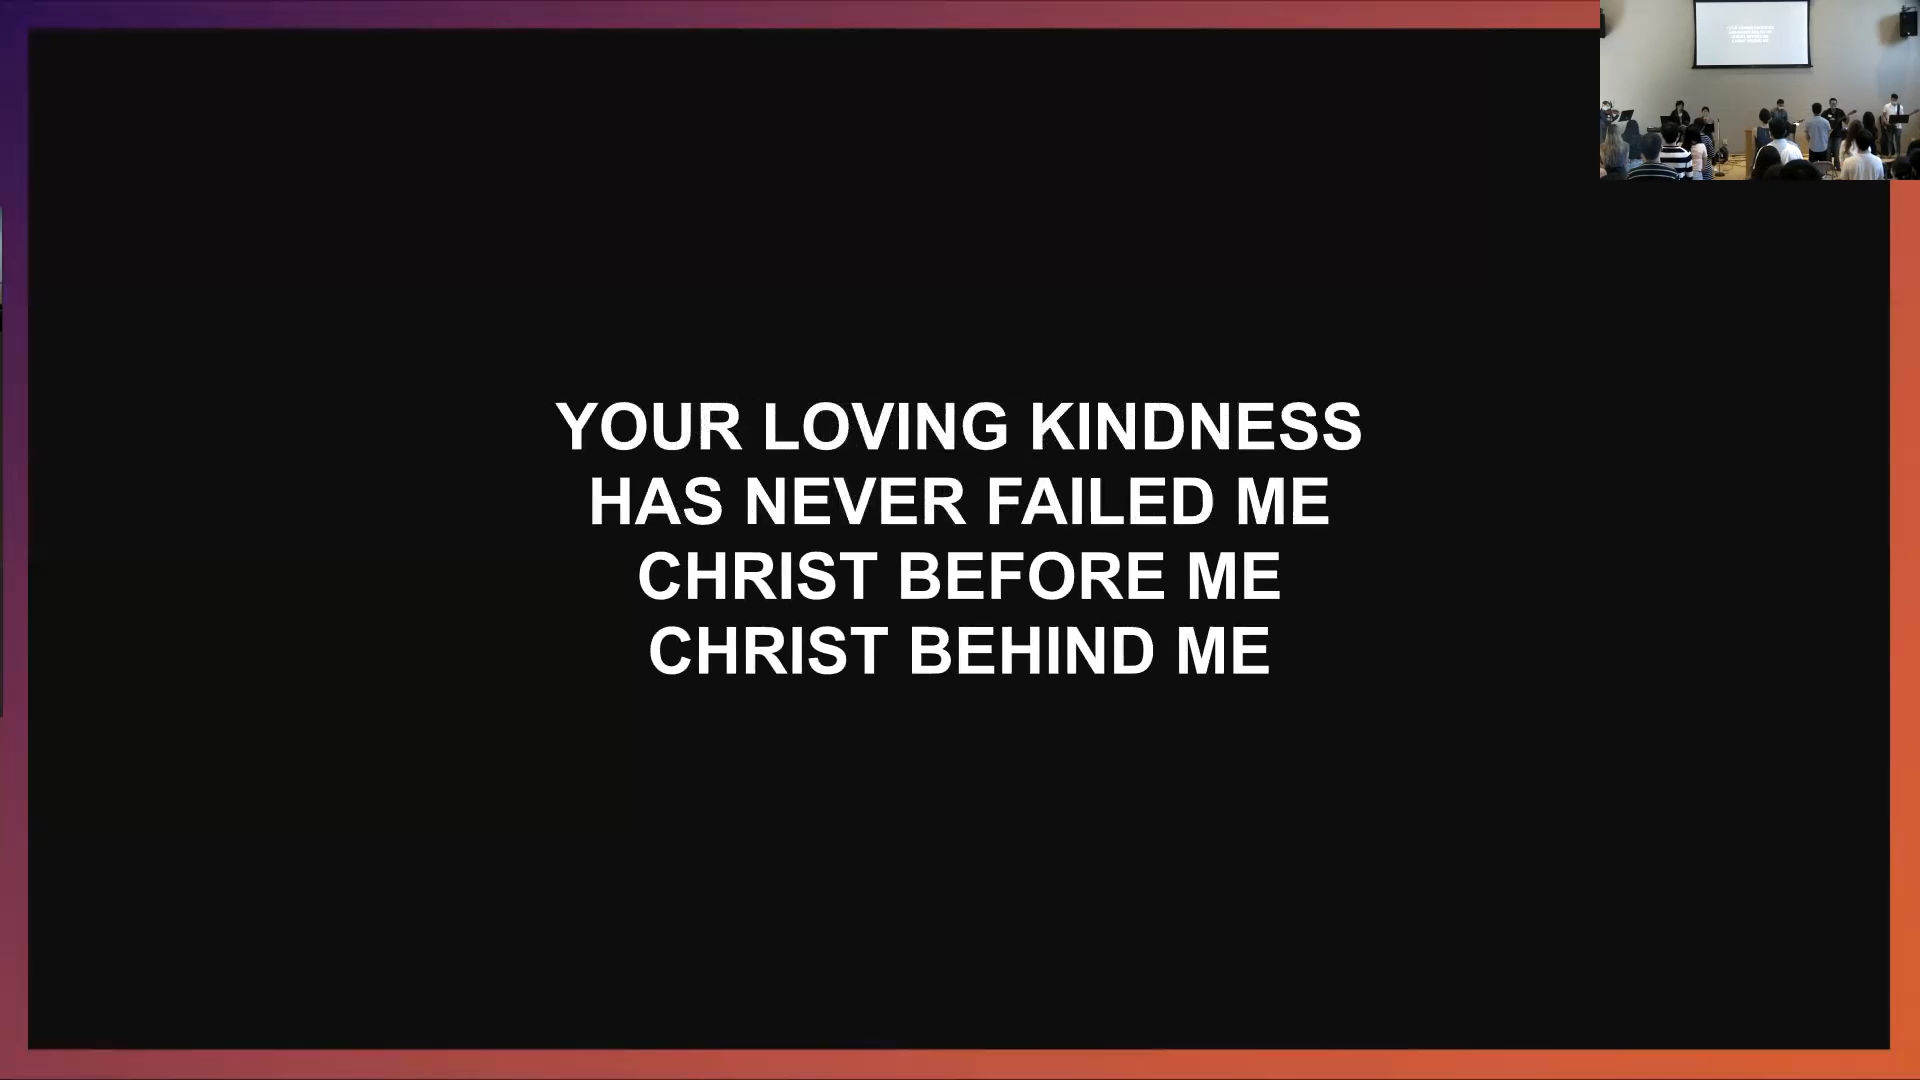 YOUR LOVING KINDNESS
HAS NEVER FAILED ME
CHRIST BEFORE ME
CHRIST BEHIND ME